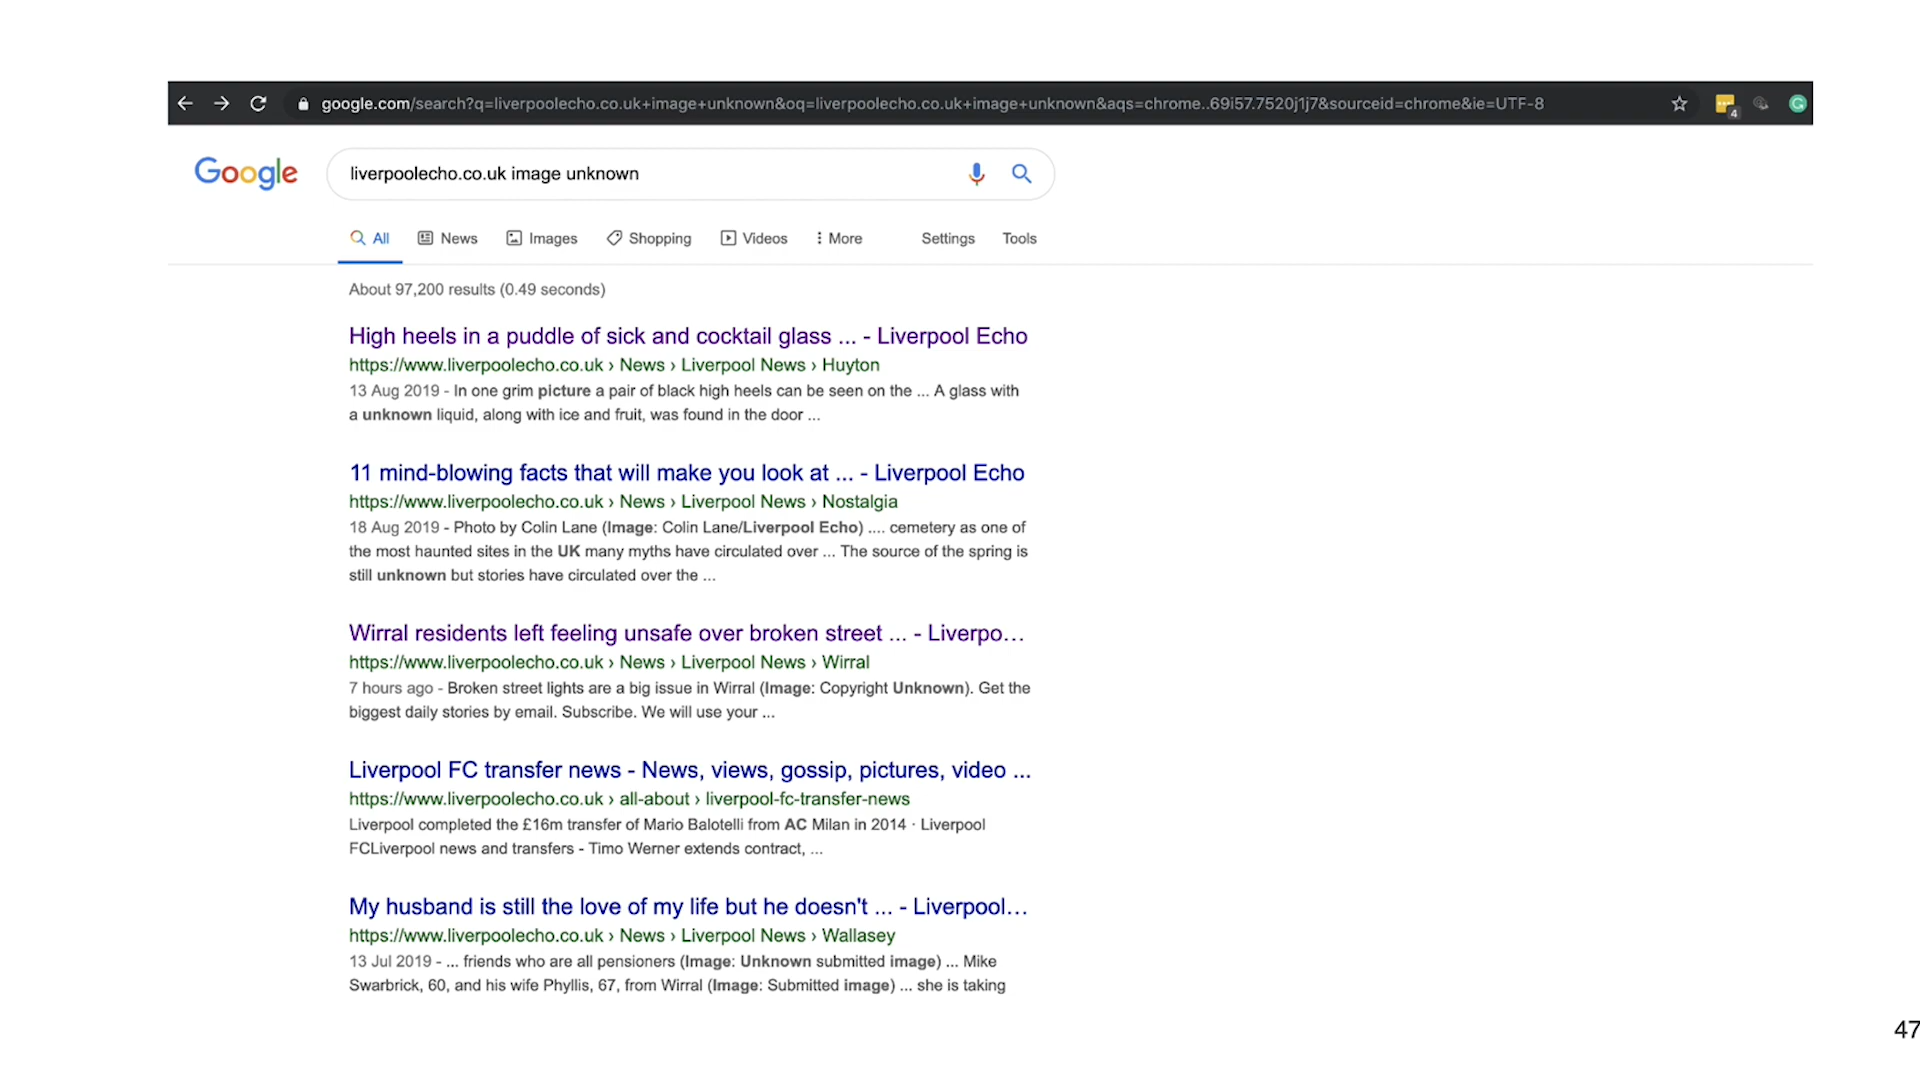 google.com/search?q=liverpoolecho.co.uk+image+unknown&oq=liverpoolecho.co.uk+image+unknown&aqs=chrome..69i57.7520j1j7&sourceid=chrome&ie=UTF-8
4
G
Google
liverpoolecho.co.uk image unknown
All News Images Shopping Videos More Settings Tools
About 97,200 results (0.49 seconds)
High heels in a puddle of sick and cocktail glass ... - Liverpool Echo
https://www.liverpoolecho.co.uk › News › Liverpool News › Huyton
13 Aug 2019 - In one grim picture a pair of black high heels can be seen on the ... A glass with
a unknown liquid, along with ice and fruit, was found in the door ...
11 mind-blowing facts that will make you look at ... - Liverpool Echo
https://www.liverpoolecho.co.uk › News › Liverpool News › Nostalgia
18 Aug 2019 - Photo by Colin Lane (Image: Colin Lane/Liverpool Echo) .... cemetery as one of
the most haunted sites in the UK many myths have circulated over ... The source of the spring is
still unknown but stories have circulated over the ...
Wirral residents left feeling unsafe over broken street ... - Liverpo...
https://www.liverpoolecho.co.uk › News › Liverpool News › Wirral
7 hours ago - Broken street lights are a big issue in Wirral (Image: Copyright Unknown). Get the
biggest daily stories by email. Subscribe. We will use your ...
Liverpool FC transfer news - News, views, gossip, pictures, video ...
https://www.liverpoolecho.co.uk › all-about › liverpool-fc-transfer-news
Liverpool completed the £16m transfer of Mario Balotelli from AC Milan in 2014 · Liverpool
FCLiverpool news and transfers - Timo Werner extends contract, ...
My husband is still the love of my life but he doesn't ... - Liverpool...
https://www.liverpoolecho.co.uk › News › Liverpool News › Wallasey
13 Jul 2019 - ... friends who are all pensioners (Image: Unknown submitted image) ... Mike
Swarbrick, 60, and his wife Phyllis, 67, from Wirral (Image: Submitted image) ... she is taking
47